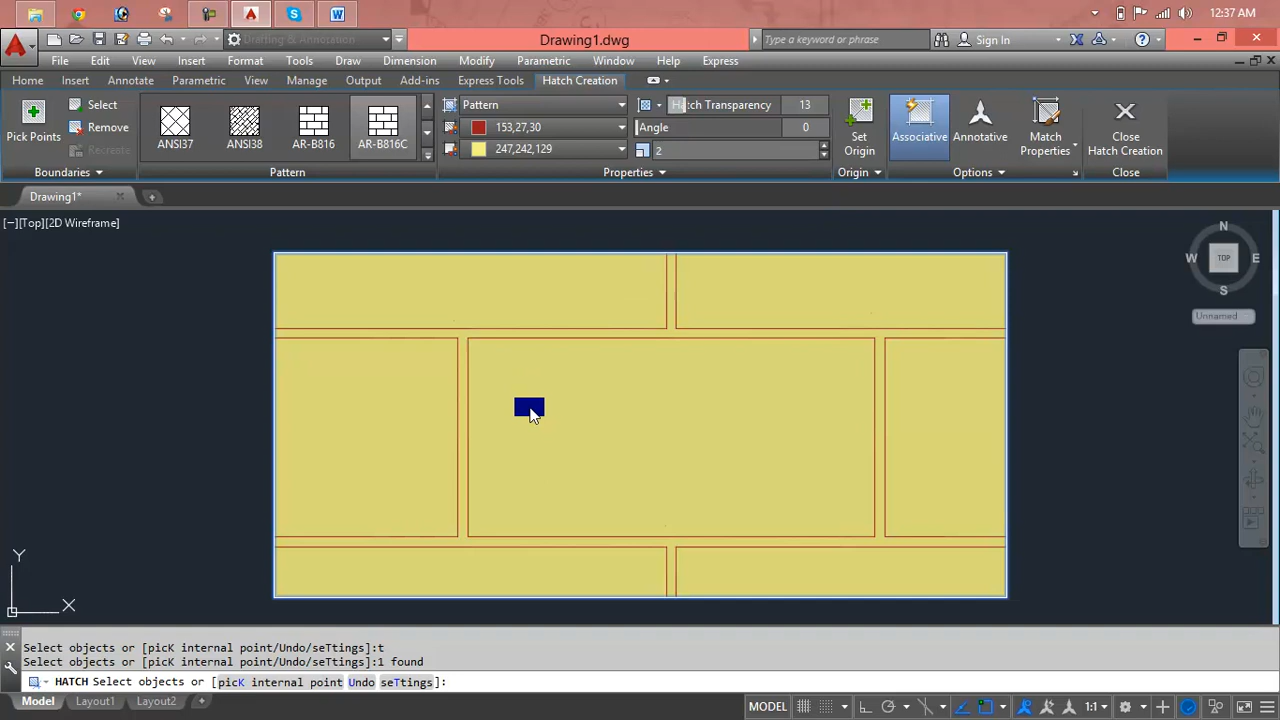 12:37 AM
Drafting & Annotation
Drawing1.dwg
Type a keyword or phrase
Sign In
File Edit View Insert Format Tools Draw Dimension Modify Parametric Window Help Express
Home Insert Annotate Parametric View Manage Output Add-ins Express Tools Hatch Creation
Pick Points
Select
Remove
Recreate
Boundaries
ANSI37
ANSI38
AR-B816
AR-B816C
Pattern
Pattern
153,27,30
247,242,129
Hatch Transparency 13
Angle 0
2
Properties
Set Origin
Origin
Associative
Annotative
Match Properties
Options
Close Hatch Creation
Close
Drawing1*
[−][Top][2D Wireframe]
N
W TOP E
S
Unnamed
Y
X
Select objects or [picK internal point/Undo/seTtings]:t
Select objects or [picK internal point/Undo/seTtings]:1 found
HATCH Select objects or [picK internal point Undo seTtings]:
Model Layout1 Layout2
MODEL
1:1